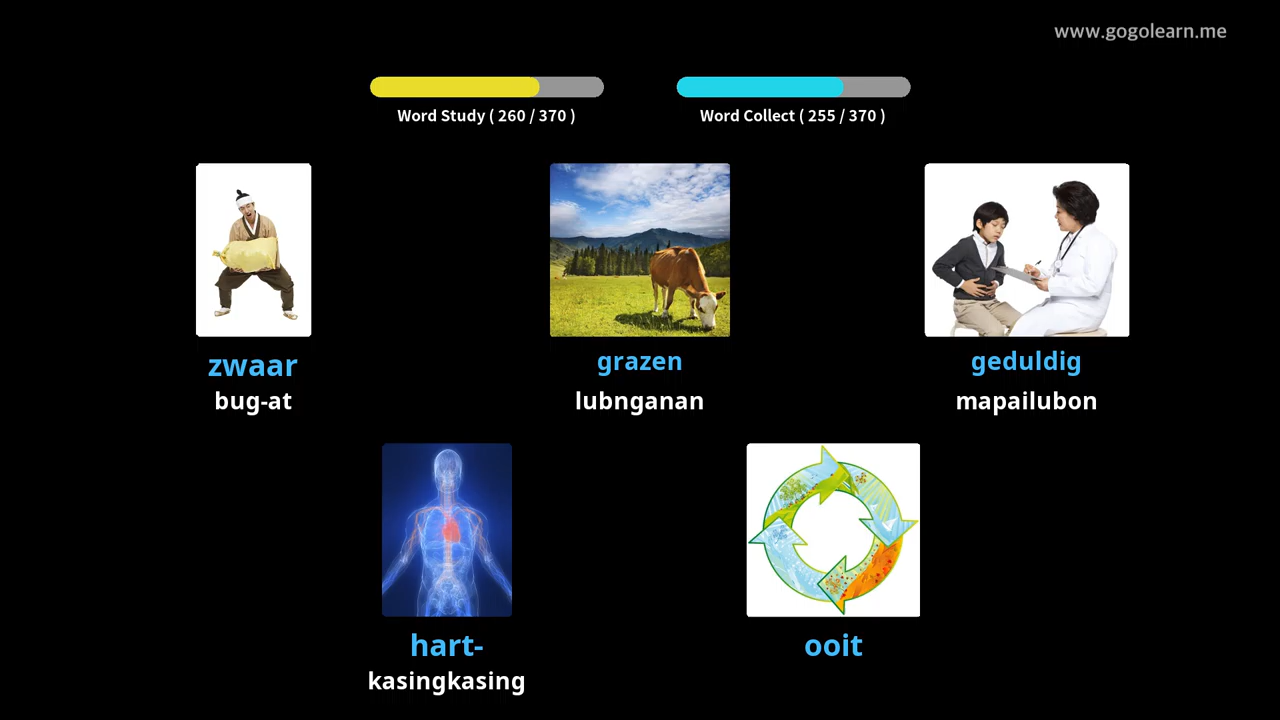 www.gogolearn.me
Word Study ( 260 / 370 )
Word Collect ( 255 / 370 )
zwaar
bug-at
grazen
lubnganan
geduldig
mapailubon
hart-
kasingkasing
ooit